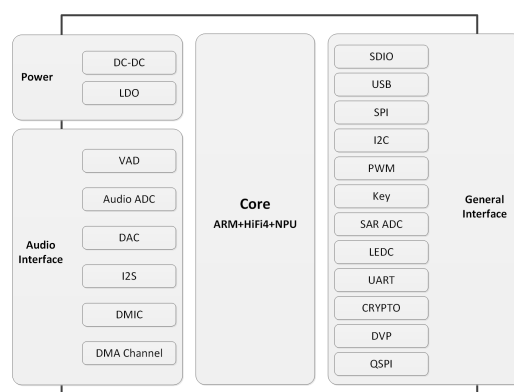 Power
DC-DC
LDO
Audio
Interface
VAD
Audio ADC
DAC
I2S
DMIC
DMA Channel
Core
ARM+HiFi4+NPU
SDIO
USB
SPI
I2C
PWM
Key
SAR ADC
LEDC
UART
CRYPTO
DVP
QSPI
General
Interface